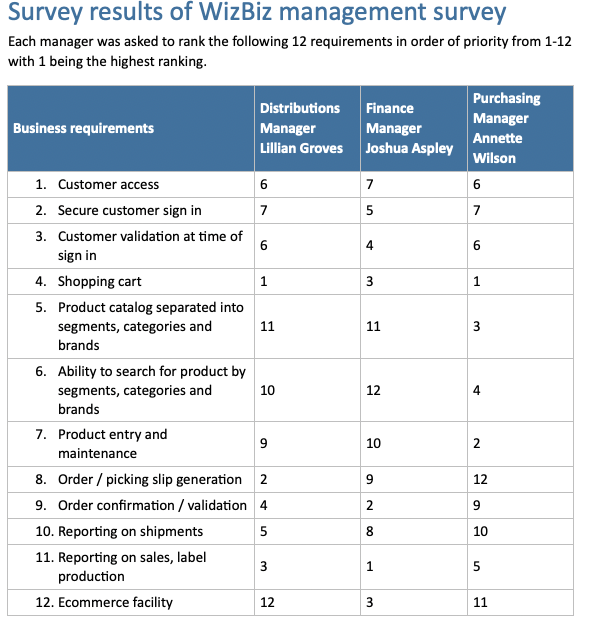 Survey results of WizBiz management survey
Each manager was asked to rank the following 12 requirements in order of priority from 1-12
with 1 being the highest ranking.
Business requirements
Distributions
Manager
Lillian Groves
Finance
Manager
Joshua Aspley
Purchasing
Manager
Annette
Wilson
1. Customer access 6 7 6
2. Secure customer sign in 7 5 7
3. Customer validation at time of
sign in
6 4 6
4. Shopping cart 1 3 1
5. Product catalog separated into
segments, categories and
brands
11 11 3
6. Ability to search for product by
segments, categories and
brands
10 12 4
7. Product entry and
maintenance
9 10 2
8. Order / picking slip generation 2 9 12
9. Order confirmation / validation 4 2 9
10. Reporting on shipments 5 8 10
11. Reporting on sales, label
production
3 1 5
12. Ecommerce facility 12 3 11